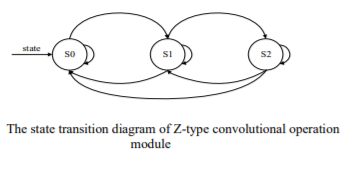 state
S0
S1
S2
The state transition diagram of Z-type convolutional operation
module